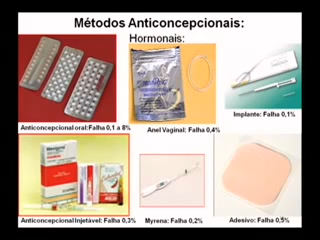 Métodos Anticoncepcionais:
Hormonais:
Implante: Falha 0,1%
Anticoncepcional oral:Falha 0,1 a 8%
Anel Vaginal: Falha 0,4%
Anticoncepcional Injetável: Falha 0,3%
Myrena: Falha 0,2%
Adesivo: Falha 0,5%